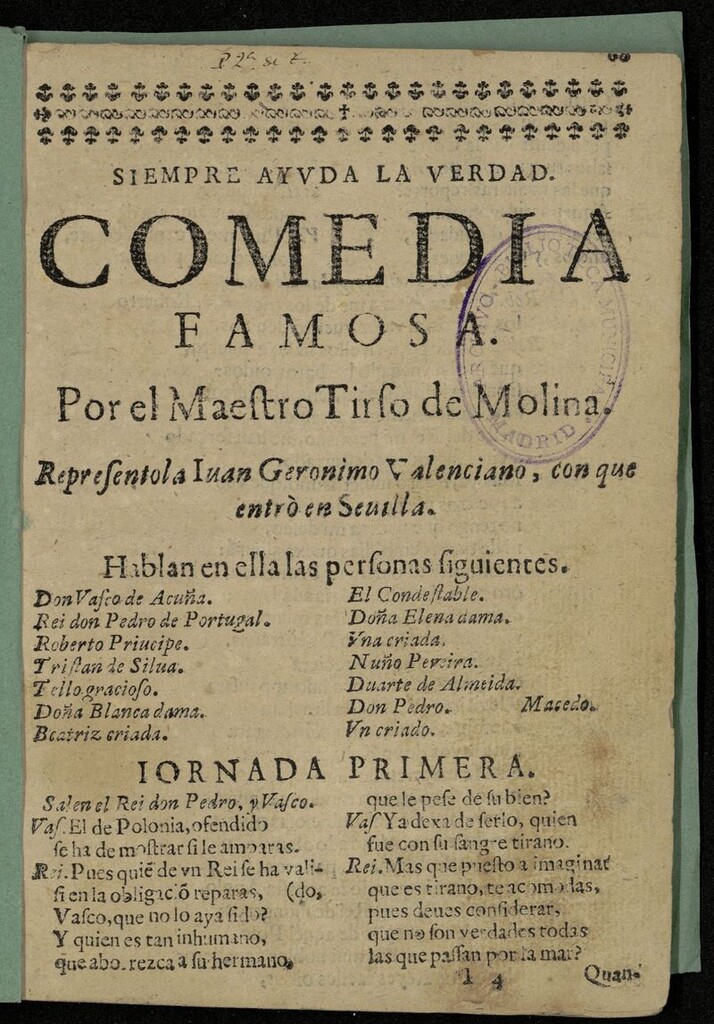 SIEMPRE AYVDA LA VERDAD.
COMEDIA
FAMOSA.
Por el Maeſtro Tirſo de Molina.
Repreſentola Iuan Geronimo Valenciano, con que
entrò en Seuilla.
Hablan en ella las perſonas ſiguientes.
Don Vaſco de Acuña.
Rei don Pedro de Portugal.
Roberto Priucipe.
Triſtan de Silua.
Tello gracioſo.
Doña Blanca dama.
Beatriz criada.
El Condeſtable.
Doña Elena dama.
Vna criada.
Nuño Pereira.
Duarte de Almeida.
Don Pedro. Macedo.
Vn criado.
IORNADA PRIMERA.
Salen el Rei don Pedro, y Vaſco.
Vaſ. El de Polonia, ofendido
ſe ha de moſtrar ſi le amparas.
Rei. Pues quiẽ de vn Rei ſe ha vali-
ſi en la obligaciõ reparas, (do,
Vaſco, que no lo aya ſido?
Y quien es tan inhumano,
que aborrezca a ſu hermano,
que le peſe de ſu bien?
Vaſ Ya dexa de ſerlo, quien
fue con ſu ſangre tirano.
Rei. Mas que pueſto a imaginar
que es tirano, te acomodas,
pues deues conſiderar,
que no ſon verdades todas
las que paſſan por la mar?
I 4
Quan-
MADRID